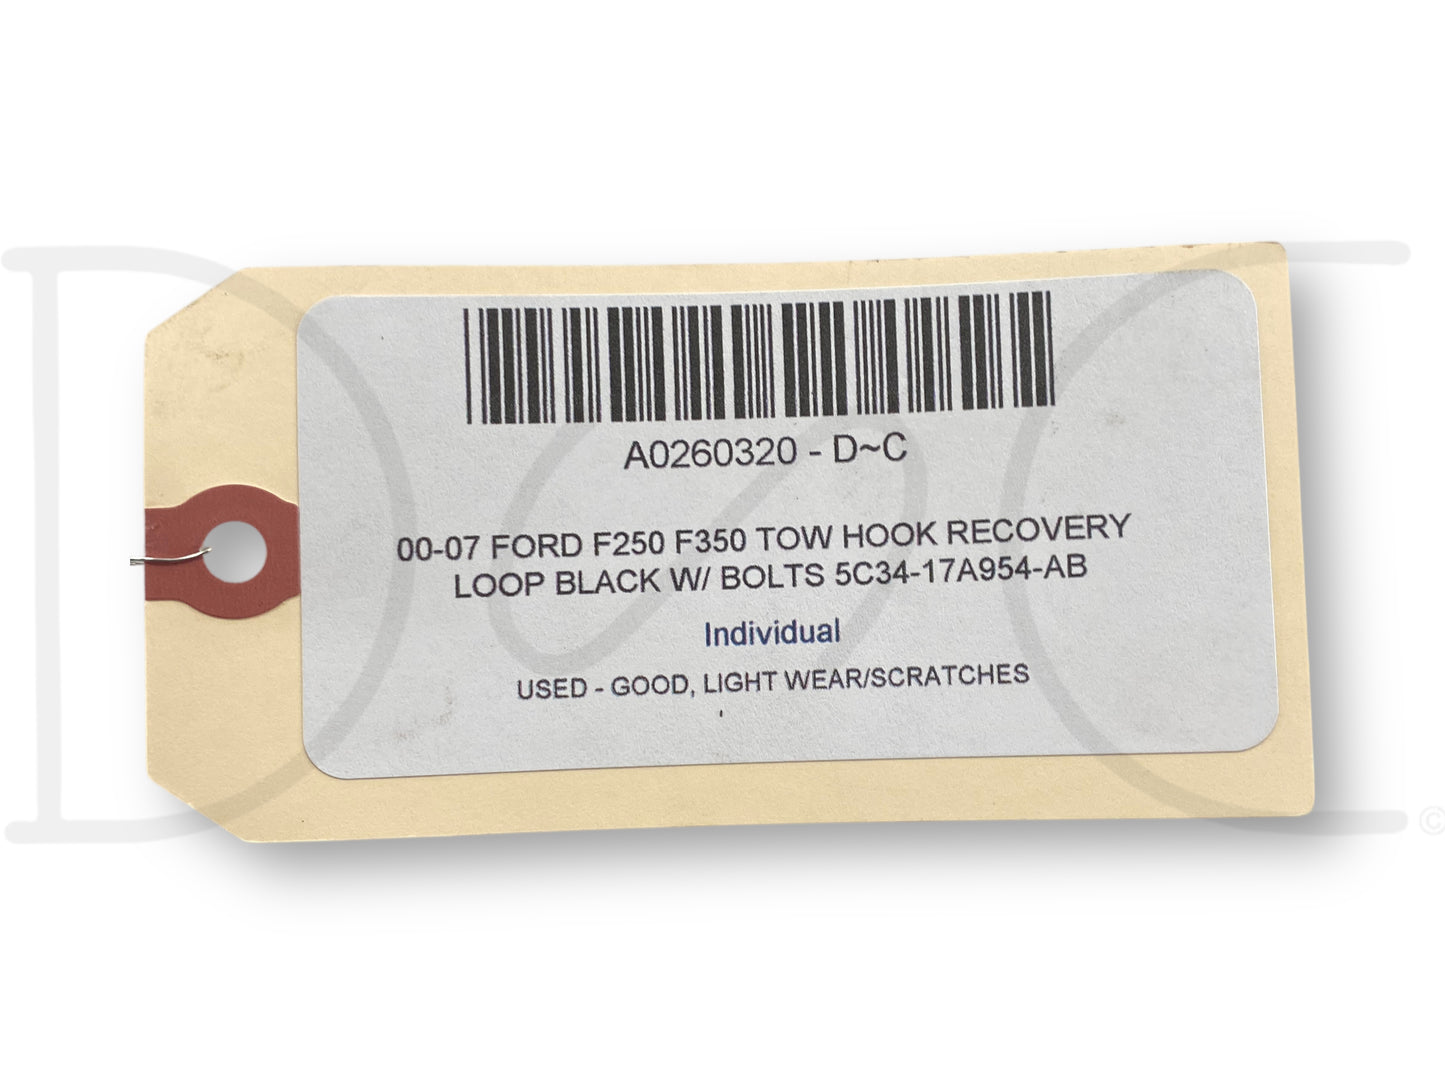 A0260320 - D~C
00-07 FORD F250 F350 TOW HOOK RECOVERY
LOOP BLACK W/ BOLTS 5C34-17A954-AB
Individual
USED - GOOD, LIGHT WEAR/SCRATCHES
D~C
©